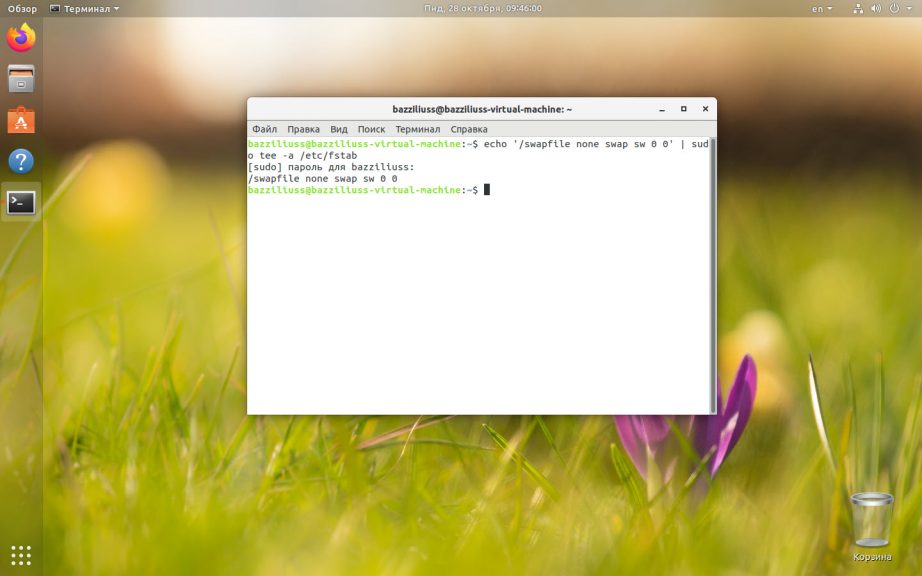 Обзор
Терминал
Пнд, 28 октября, 09:46:00
en
bazziliuss@bazziliuss-virtual-machine: ~
Файл Правка Вид Поиск Терминал Справка
bazziliuss@bazziliuss-virtual-machine:~$ echo '/swapfile none swap sw 0 0' | sud
o tee -a /etc/fstab
[sudo] пароль для bazziliuss:
/swapfile none swap sw 0 0
bazziliuss@bazziliuss-virtual-machine:~$
Корзина